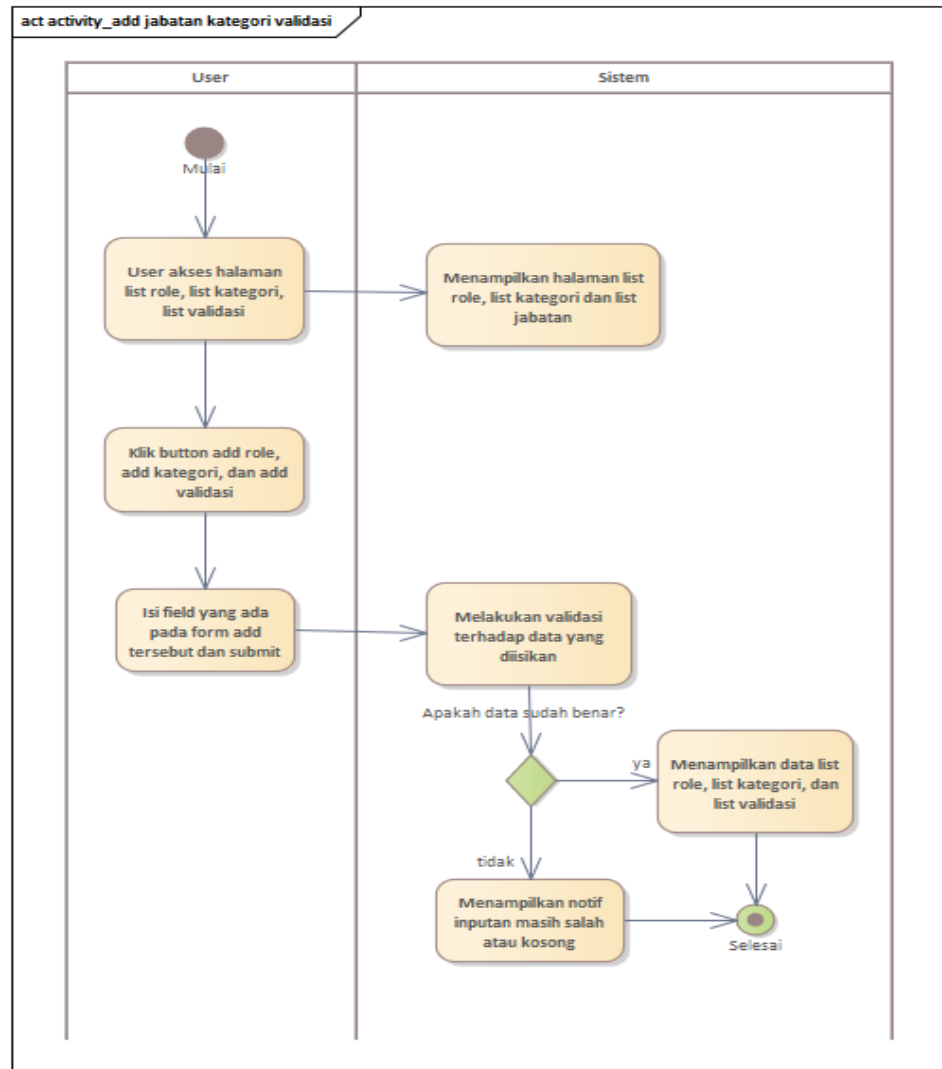 act activity_add jabatan kategori validasi
User
Sistem
Mulai
User akses halaman
list role, list kategori,
list validasi
Menampilkan halaman list
role, list kategori dan list
jabatan
Klik button add role,
add kategori, dan add
validasi
Isi field yang ada
pada form add
tersebut dan submit
Melakukan validasi
terhadap data yang
diisikan
Apakah data sudah benar?
ya
Menampilkan data list
role, list kategori, dan
list validasi
tidak
Menampilkan notif
inputan masih salah
atau kosong
Selesai